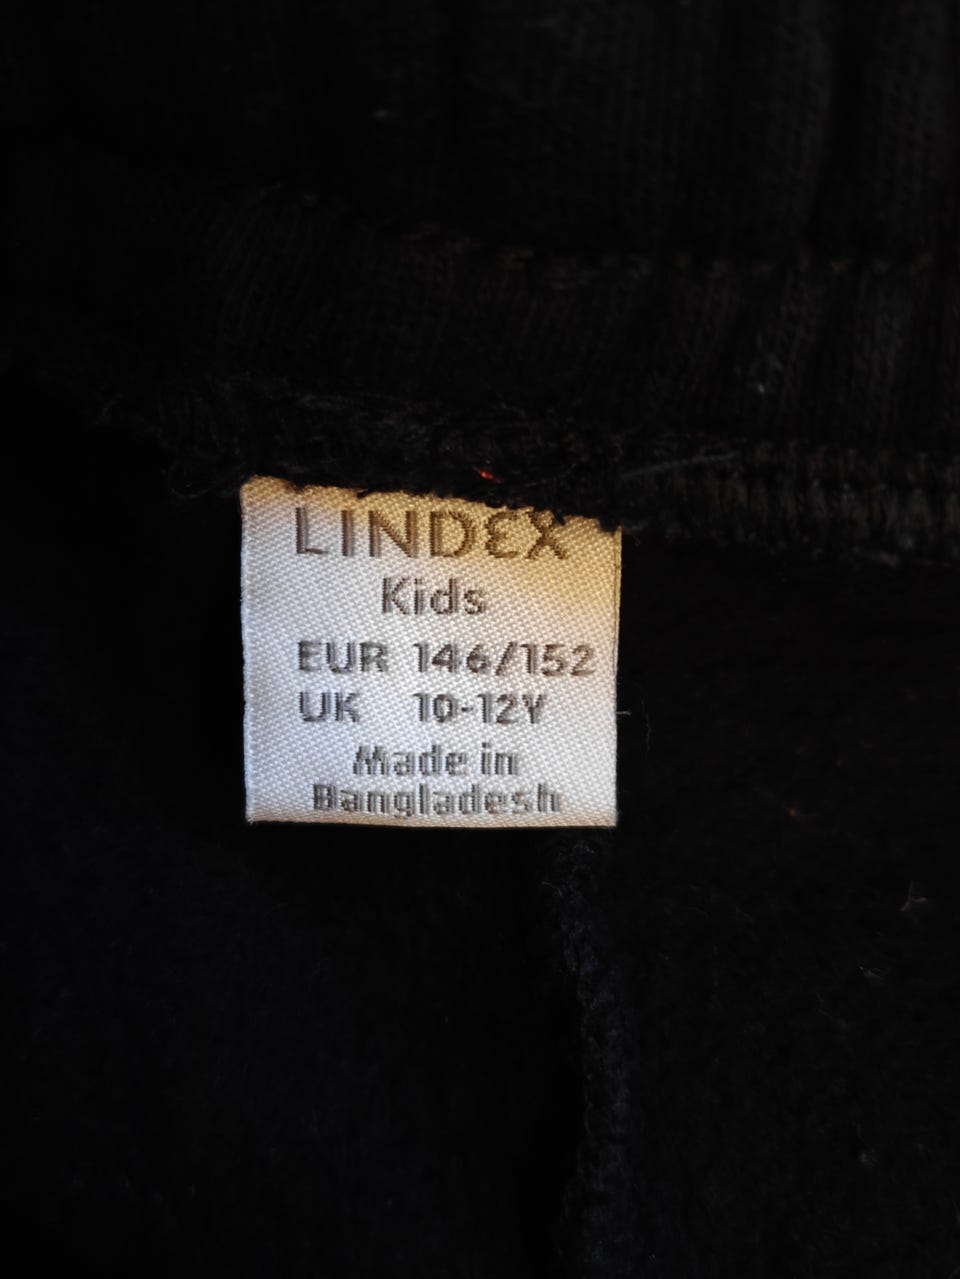 LINDEX
Kids
EUR 146/152
UK 10-12Y
Made in
Bangladesh